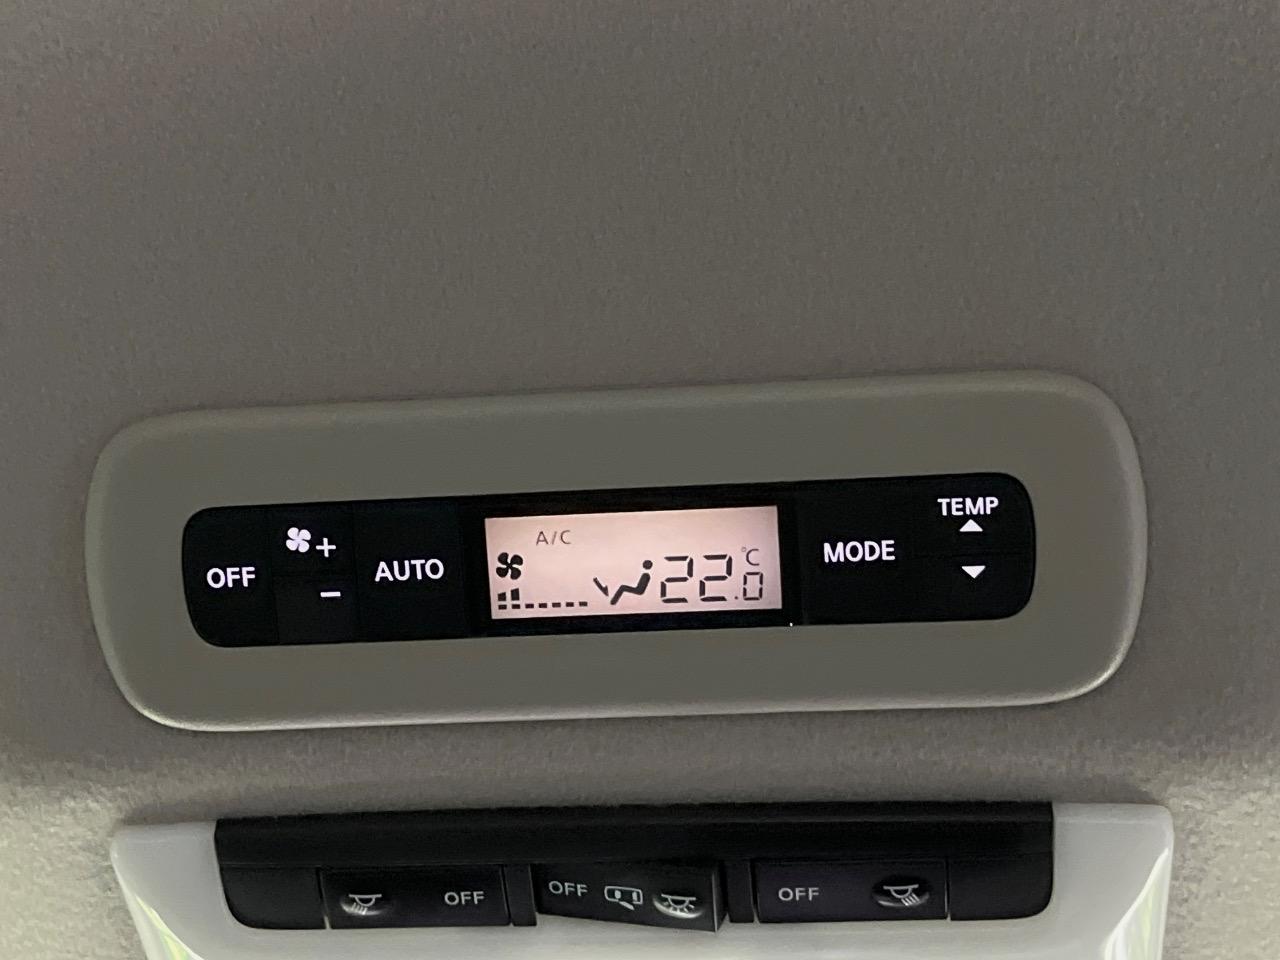 OFF
+
−
AUTO
A/C
22.0 °C
MODE
TEMP
OFF
OFF
OFF